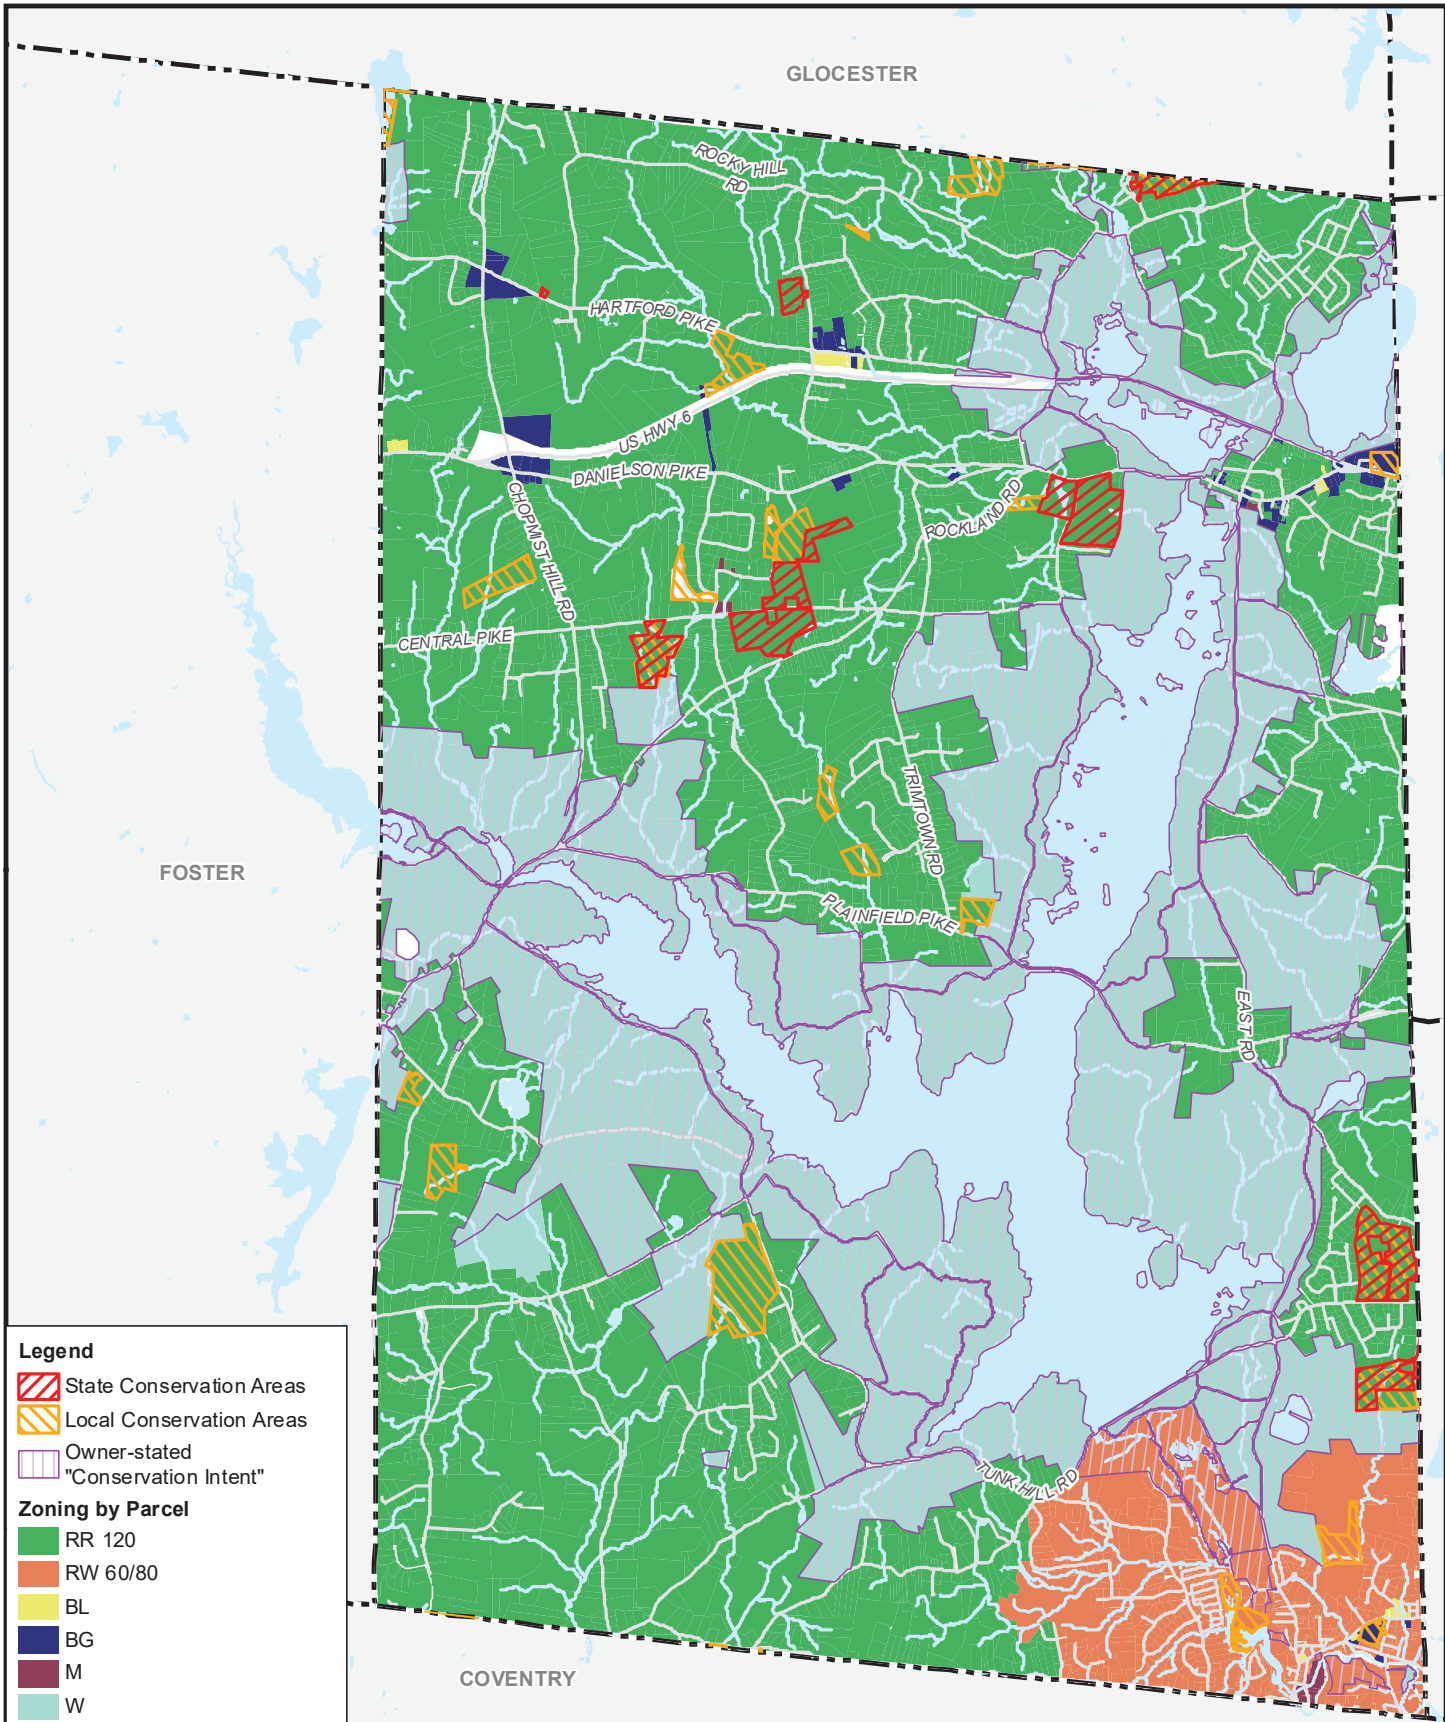 GLOCESTER
ROCKY HILL
RD
HARTFORD PIKE
US HWY 6
DANIELSON PIKE
CHOPMIST HILL RD
ROCKLAND RD
CENTRAL PIKE
TRIMTOWN RD
FOSTER
PLAINFIELD PIKE
EAST RD
TUNK HILL RD
COVENTRY
Legend
State Conservation Areas
Local Conservation Areas
Owner-stated
"Conservation Intent"
Zoning by Parcel
RR 120
RW 60/80
BL
BG
M
W